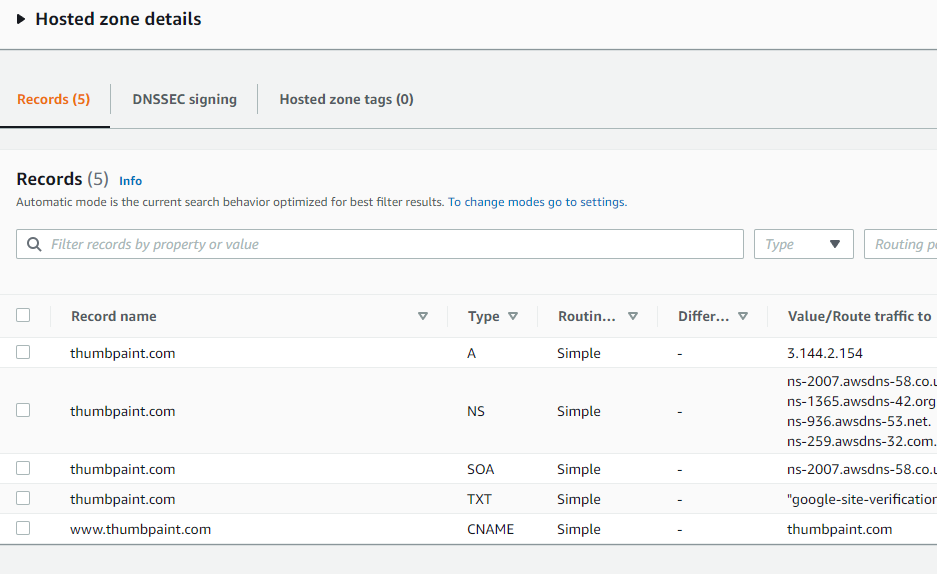 Hosted zone details
Records (5) DNSSEC signing Hosted zone tags (0)
Records (5) Info
Automatic mode is the current search behavior optimized for best filter results. To change modes go to settings.
Filter records by property or value Type Routing
Record name Type Routin... Differ... Value/Route traffic to
thumbpaint.com A Simple - 3.144.2.154
thumbpaint.com NS Simple - ns-2007.awsdns-58.co.u
ns-1365.awsdns-42.org
ns-936.awsdns-53.net.
ns-259.awsdns-32.com.
thumbpaint.com SOA Simple - ns-2007.awsdns-58.co.u
thumbpaint.com TXT Simple - "google-site-verification
www.thumbpaint.com CNAME Simple - thumbpaint.com